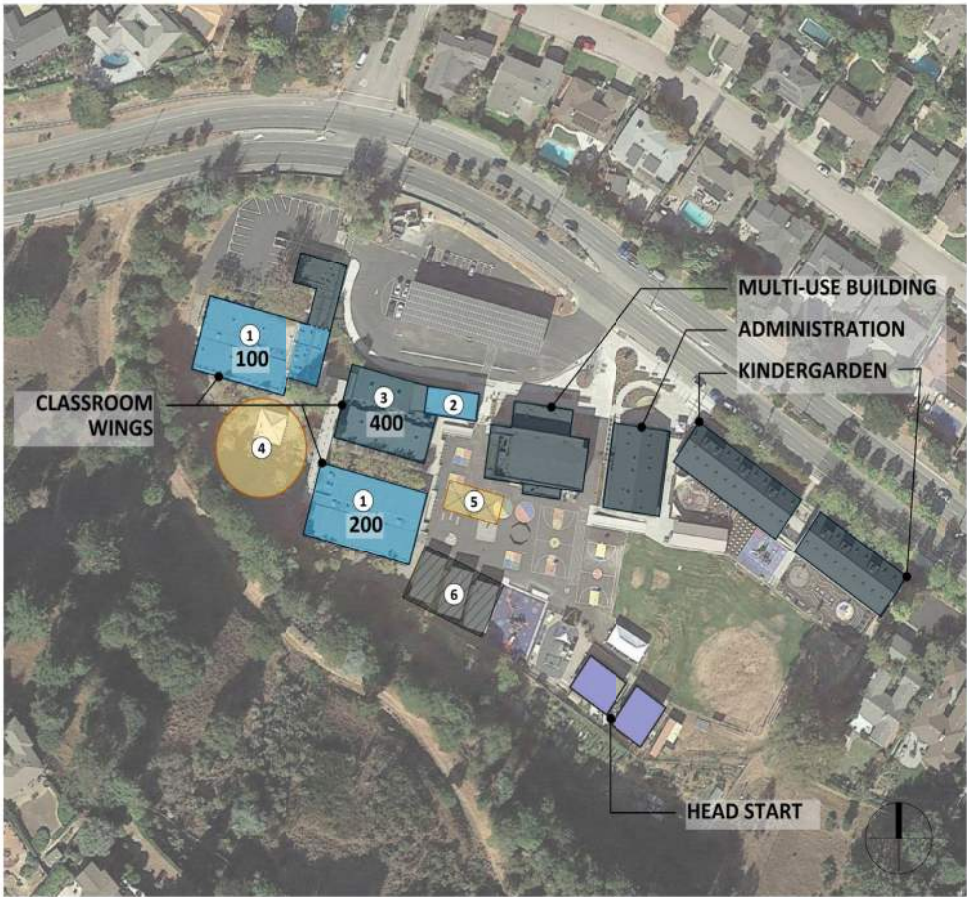 MULTI-USE BUILDING
ADMINISTRATION
KINDERGARDEN
1
100
3
400
2
CLASSROOM
WINGS
4
5
1
200
6
HEAD START